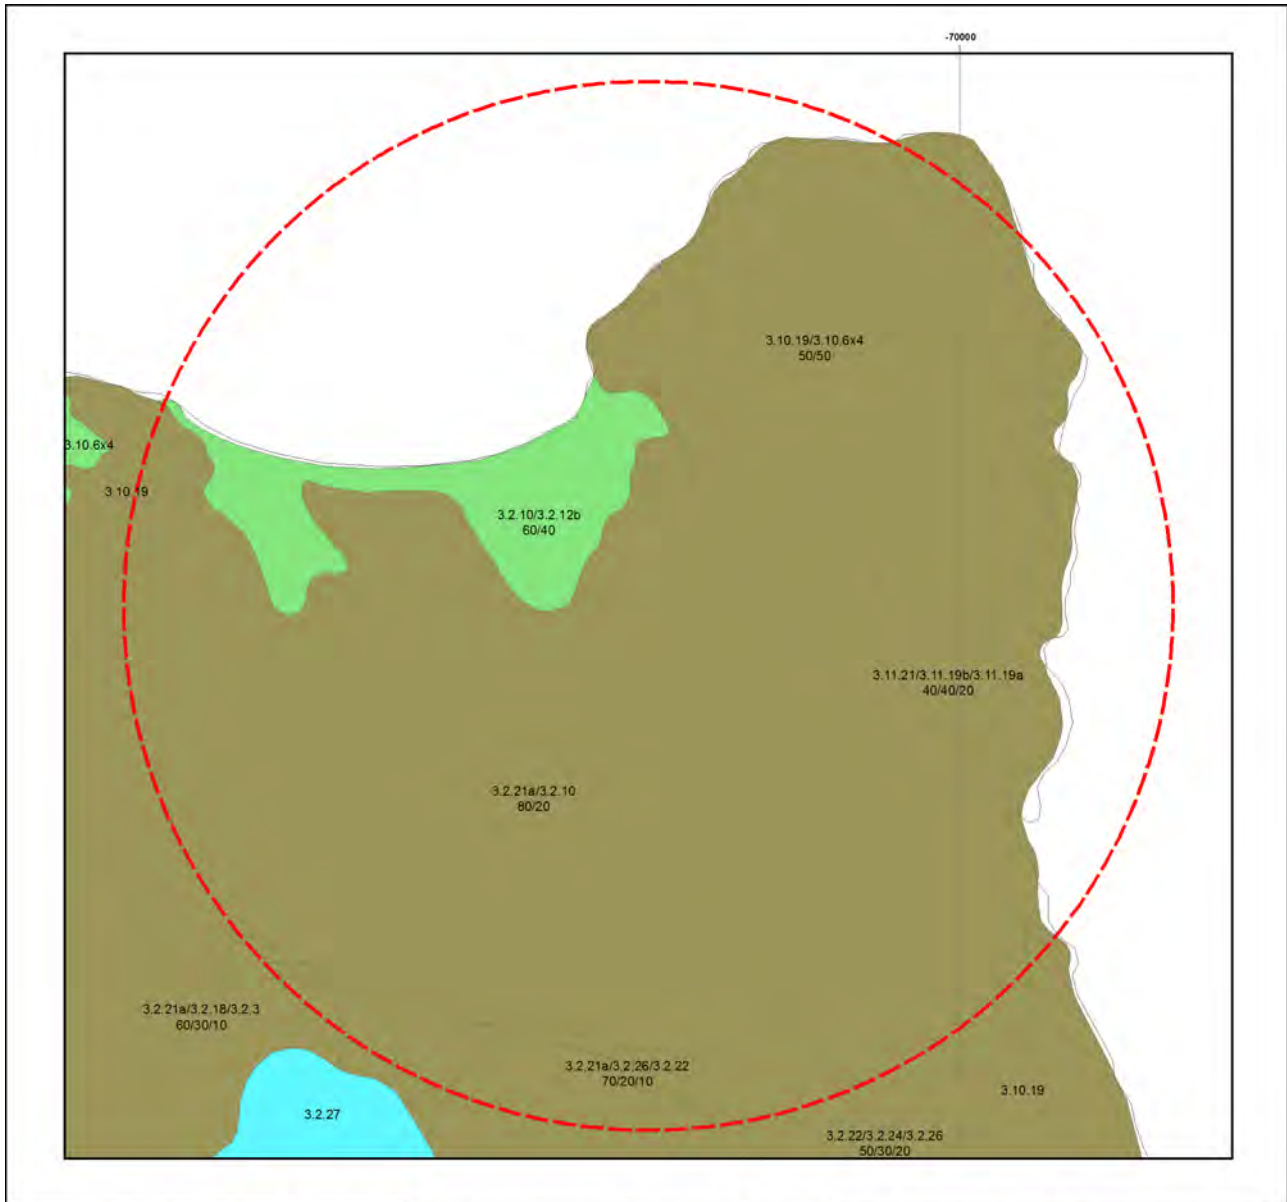 -70000
3.10.19/3.10.6x4
50/50
3.10.6x4
3.10.19
3.2.10/3.2.12b
60/40
3.11.21/3.11.19b/3.11.19a
40/40/20
3.2.21a/3.2.10
80/20
3.2.21a/3.2.18/3.2.3
60/30/10
3.2.21a/3.2.26/3.2.22
70/20/10
3.10.19
3.2.27
3.2.22/3.2.24/3.2.26
50/30/20